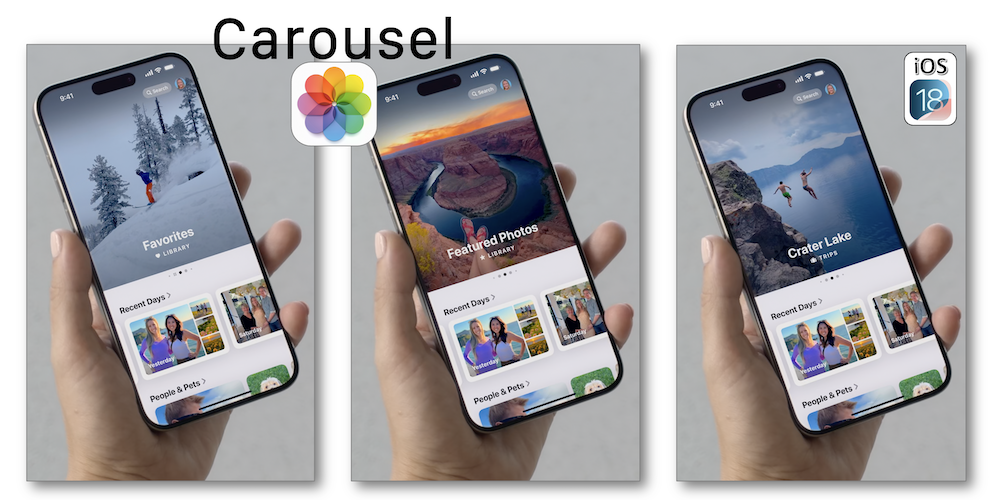 Carousel
9:41
Search
Favorites
LIBRARY
Recent Days >
Yesterday
Saturday
People & Pets >
9:41
Search
Featured Photos
LIBRARY
Recent Days >
Yesterday
Saturday
People & Pets >
iOS
18
9:41
Search
Crater Lake
TRIPS
Recent Days >
Yesterday
Saturday
People & Pets >